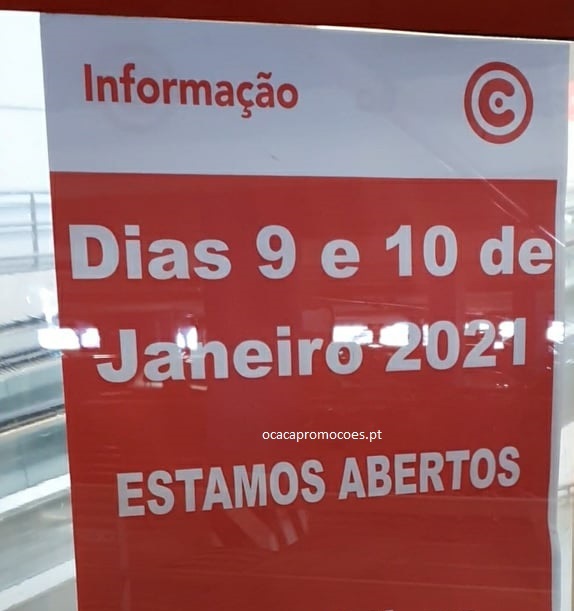 Informação
Dias 9 e 10 de
Janeiro 2021
ocacapromocoes.pt
ESTAMOS ABERTOS